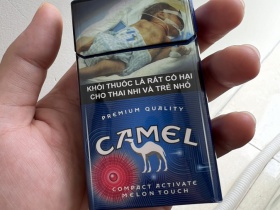 KHÓI THUỐC LÁ RẤT CÓ HẠI
CHO THAI NHI VÀ TRẺ NHỎ
PREMIUM QUALITY
CAMEL
COMPACT ACTIVATE
MELON TOUCH